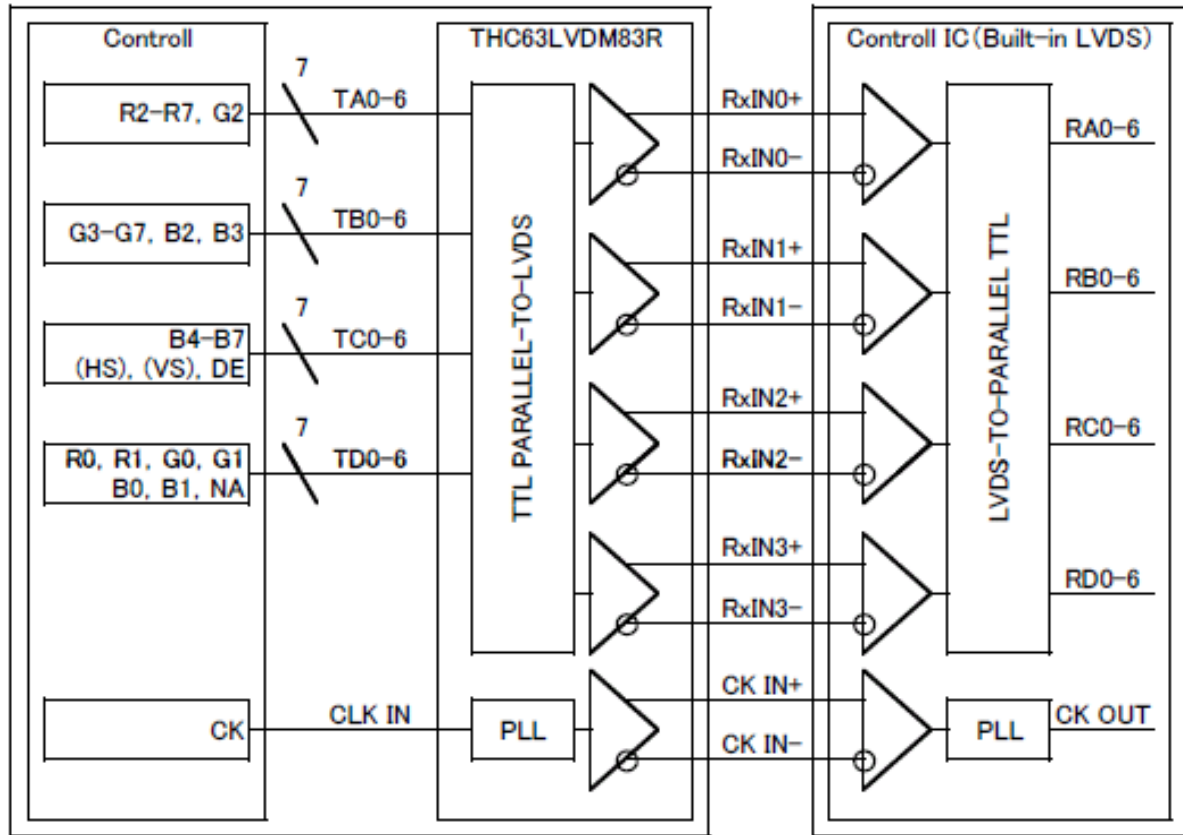 Controll
THC63LVDM83R
Controll IC(Built-in LVDS)
R2-R7, G2
7
TA0-6
RxIN0+
RxIN0-
RA0-6
G3-G7, B2, B3
7
TB0-6
RxIN1+
RxIN1-
RB0-6
B4-B7
(HS), (VS), DE
7
TC0-6
RxIN2+
RxIN2-
RC0-6
R0, R1, G0, G1
B0, B1, NA
7
TD0-6
RxIN3+
RxIN3-
RD0-6
TTL PARALLEL-TO-LVDS
LVDS-TO-PARALLEL TTL
CK
CLK IN
PLL
CK IN+
CK IN-
PLL
CK OUT